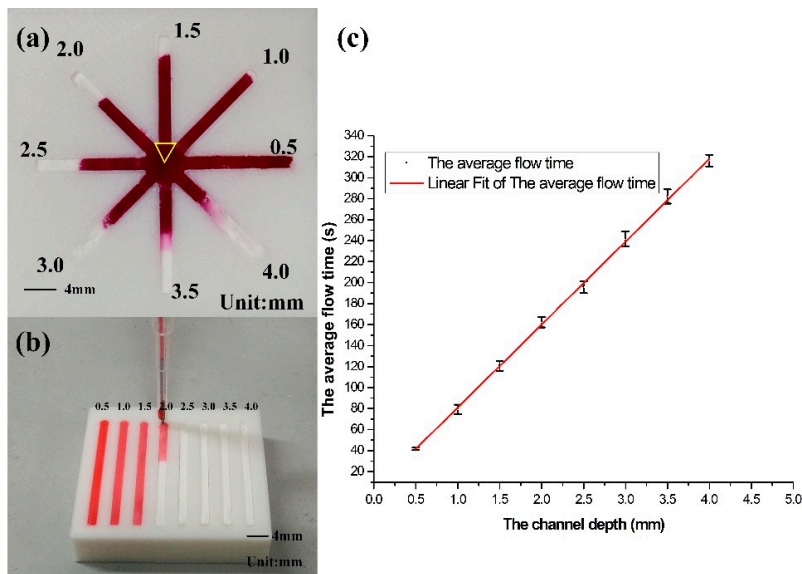 (a)
1.5
2.0
1.0
2.5
0.5
3.0
4.0
3.5
4mm
Unit:mm
(b)
0.5 1.0 1.5 2.0 2.5 3.0 3.5 4.0
4mm
Unit:mm
(c)
The average flow time (s)
340
320
300
280
260
240
220
200
180
160
140
120
100
80
60
40
20
The average flow time
Linear Fit of The average flow time
0.0 0.5 1.0 1.5 2.0 2.5 3.0 3.5 4.0 4.5 5.0
The channel depth (mm)